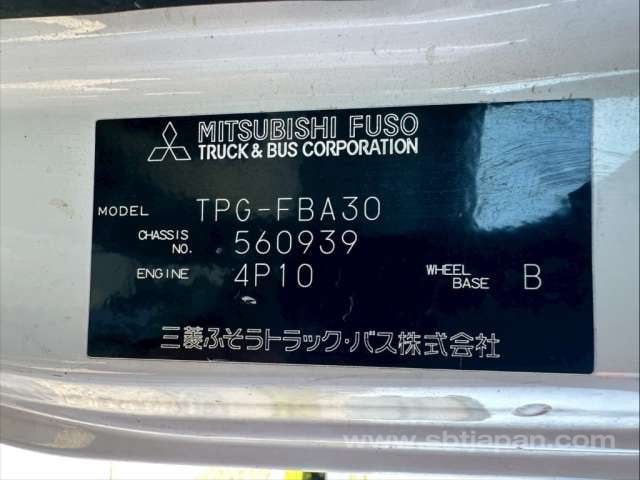 MITSUBISHI FUSO
TRUCK & BUS CORPORATION
MODEL TPG-FBA30
CHASSIS NO. 560939
ENGINE 4P10 WHEEL BASE B
三菱ふそうトラック・バス株式会社
www.sbtjapan.com